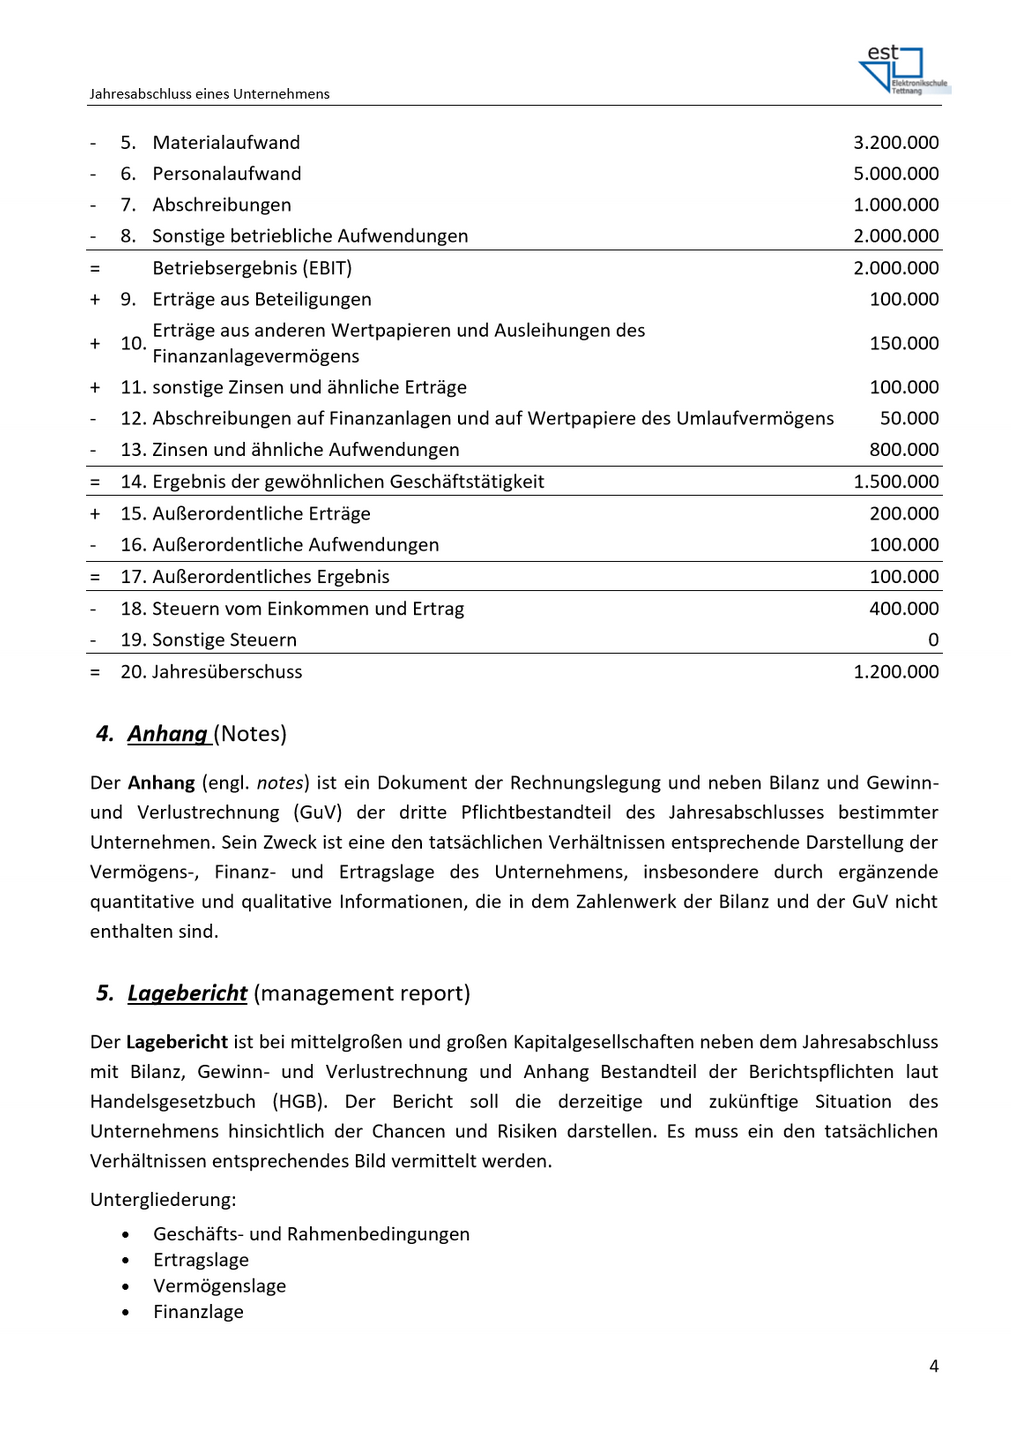 est
Elektronikschule
Tettnang
Jahresabschluss eines Unternehmens
- 5. Materialaufwand 3.200.000
- 6. Personalaufwand 5.000.000
- 7. Abschreibungen 1.000.000
- 8. Sonstige betriebliche Aufwendungen 2.000.000
= Betriebsergebnis (EBIT) 2.000.000
+ 9. Erträge aus Beteiligungen 100.000
+ 10. Erträge aus anderen Wertpapieren und Ausleihungen des
Finanzanlagevermögens 150.000
+ 11. sonstige Zinsen und ähnliche Erträge 100.000
- 12. Abschreibungen auf Finanzanlagen und auf Wertpapiere des Umlaufvermögens 50.000
- 13. Zinsen und ähnliche Aufwendungen 800.000
= 14. Ergebnis der gewöhnlichen Geschäftstätigkeit 1.500.000
+ 15. Außerordentliche Erträge 200.000
- 16. Außerordentliche Aufwendungen 100.000
= 17. Außerordentliches Ergebnis 100.000
- 18. Steuern vom Einkommen und Ertrag 400.000
- 19. Sonstige Steuern 0
= 20. Jahresüberschuss 1.200.000
4. Anhang (Notes)
Der Anhang (engl. notes) ist ein Dokument der Rechnungslegung und neben Bilanz und Gewinn-
und Verlustrechnung (GuV) der dritte Pflichtbestandteil des Jahresabschlusses bestimmter
Unternehmen. Sein Zweck ist eine den tatsächlichen Verhältnissen entsprechende Darstellung der
Vermögens-, Finanz- und Ertragslage des Unternehmens, insbesondere durch ergänzende
quantitative und qualitative Informationen, die in dem Zahlenwerk der Bilanz und der GuV nicht
enthalten sind.
5. Lagebericht (management report)
Der Lagebericht ist bei mittelgroßen und großen Kapitalgesellschaften neben dem Jahresabschluss
mit Bilanz, Gewinn- und Verlustrechnung und Anhang Bestandteil der Berichtspflichten laut
Handelsgesetzbuch (HGB). Der Bericht soll die derzeitige und zukünftige Situation des
Unternehmens hinsichtlich der Chancen und Risiken darstellen. Es muss ein den tatsächlichen
Verhältnissen entsprechendes Bild vermittelt werden.
Untergliederung:
• Geschäfts- und Rahmenbedingungen
• Ertragslage
• Vermögenslage
• Finanzlage
4